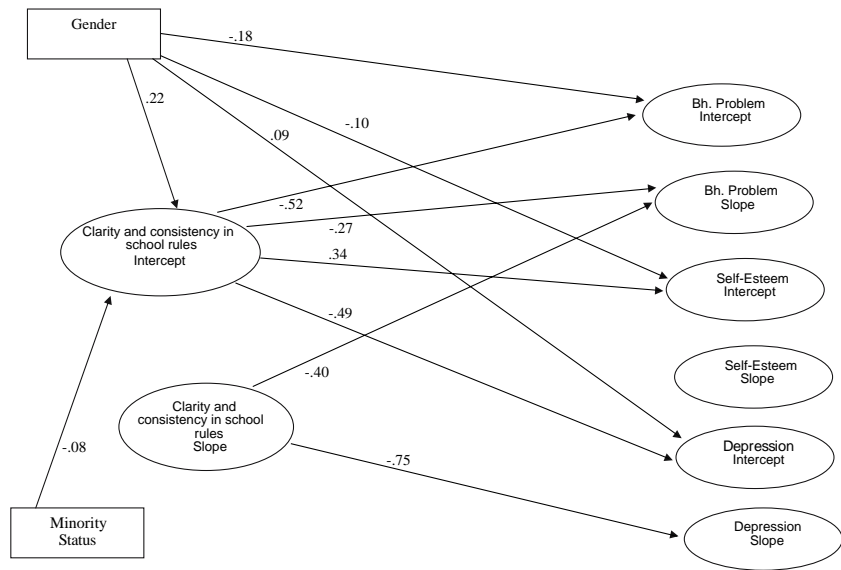 Gender
-.18
.22
Bh. Problem
Intercept
-.10
.09
Bh. Problem
Slope
-.52
-.27
Clarity and consistency in
school rules
Intercept
.34
Self-Esteem
Intercept
-.49
Self-Esteem
Slope
-.40
Clarity and
consistency in school
rules
Slope
-.08
Depression
Intercept
-.75
Minority
Status
Depression
Slope